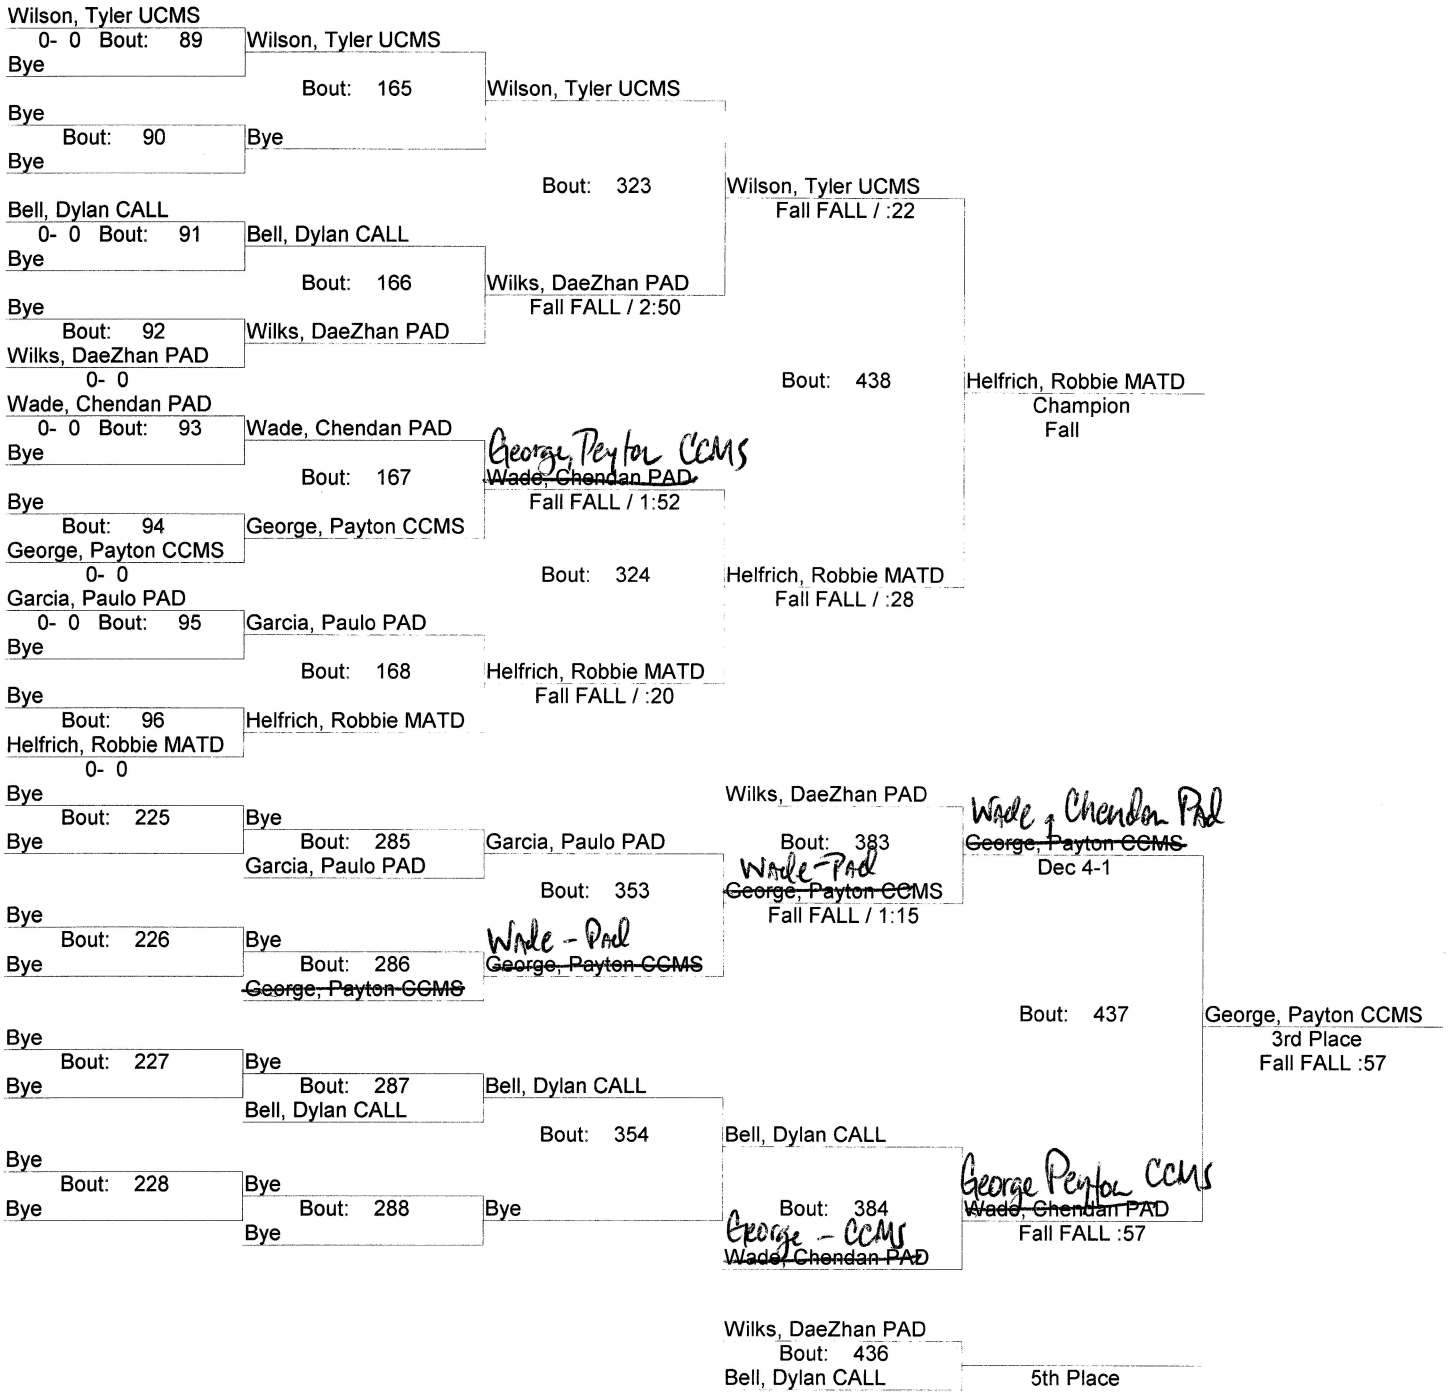 Wilson, Tyler UCMS
0- 0 Bout: 89 Wilson, Tyler UCMS
Bye
Bout: 165 Wilson, Tyler UCMS
Bye
Bout: 90 Bye
Bye
Bout: 323 Wilson, Tyler UCMS
Bell, Dylan CALL Fall FALL / :22
0- 0 Bout: 91 Bell, Dylan CALL
Bye
Bout: 166 Wilks, DaeZhan PAD
Bye Fall FALL / 2:50
Bout: 92 Wilks, DaeZhan PAD
Wilks, DaeZhan PAD
0- 0 Bout: 438 Helfrich, Robbie MATD
Wade, Chendan PAD Champion
0- 0 Bout: 93 Wade, Chendan PAD Fall
Bye George, Peyton CCMS
Bout: 167 Wade, Chendan PAD
Bye Fall FALL / 1:52
Bout: 94 George, Payton CCMS
George, Payton CCMS
0- 0 Bout: 324 Helfrich, Robbie MATD
Garcia, Paulo PAD Fall FALL / :28
0- 0 Bout: 95 Garcia, Paulo PAD
Bye
Bout: 168 Helfrich, Robbie MATD
Bye Fall FALL / :20
Bout: 96 Helfrich, Robbie MATD
Helfrich, Robbie MATD
0- 0
Bye Wilks, DaeZhan PAD Wade, Chendan Pad
Bout: 225 Bye
Bye Bout: 285 Garcia, Paulo PAD Bout: 383 George, Payton CCMS
Garcia, Paulo PAD Wade-Pad Dec 4-1
Bout: 353 George, Payton CCMS
Bye Fall FALL / 1:15
Bout: 226 Bye Wade - Pad
Bye Bout: 286 George, Payton CCMS
George, Payton CCMS
Bout: 437 George, Payton CCMS
Bye 3rd Place
Bout: 227 Bye Fall FALL :57
Bye Bout: 287 Bell, Dylan CALL
Bell, Dylan CALL
Bout: 354 Bell, Dylan CALL
Bye
Bout: 228 Bye George Peyton CCMS
Bye Bout: 288 Bye Bout: 384 Wade, Chendan PAD
Bye George - CCMS Fall FALL :57
Wade, Chendan PAD
Wilks, DaeZhan PAD
Bout: 436
Bell, Dylan CALL 5th Place